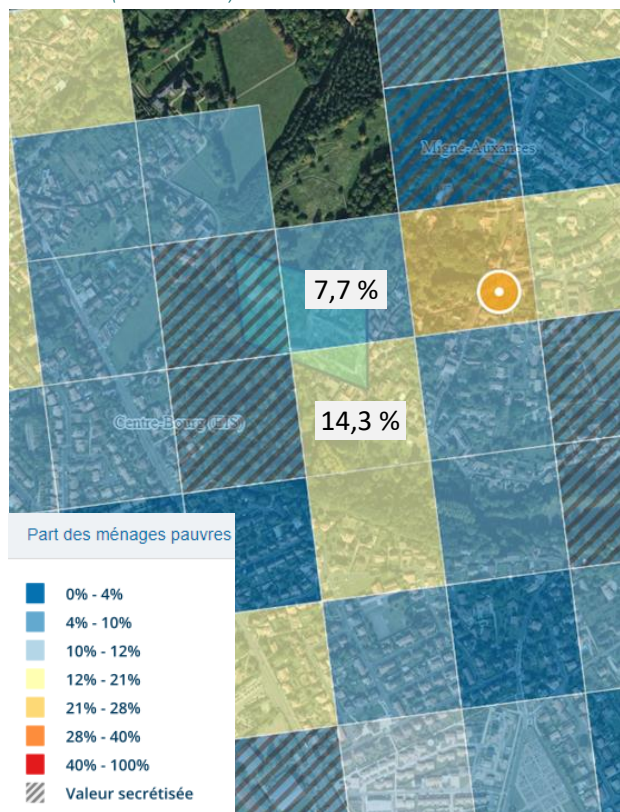 Migné-Auxances
7,7 %
14,3 %
Centre-Bourg (EIS)
Part des ménages pauvres
0% - 4%
4% - 10%
10% - 12%
12% - 21%
21% - 28%
28% - 40%
40% - 100%
Valeur secrétisée